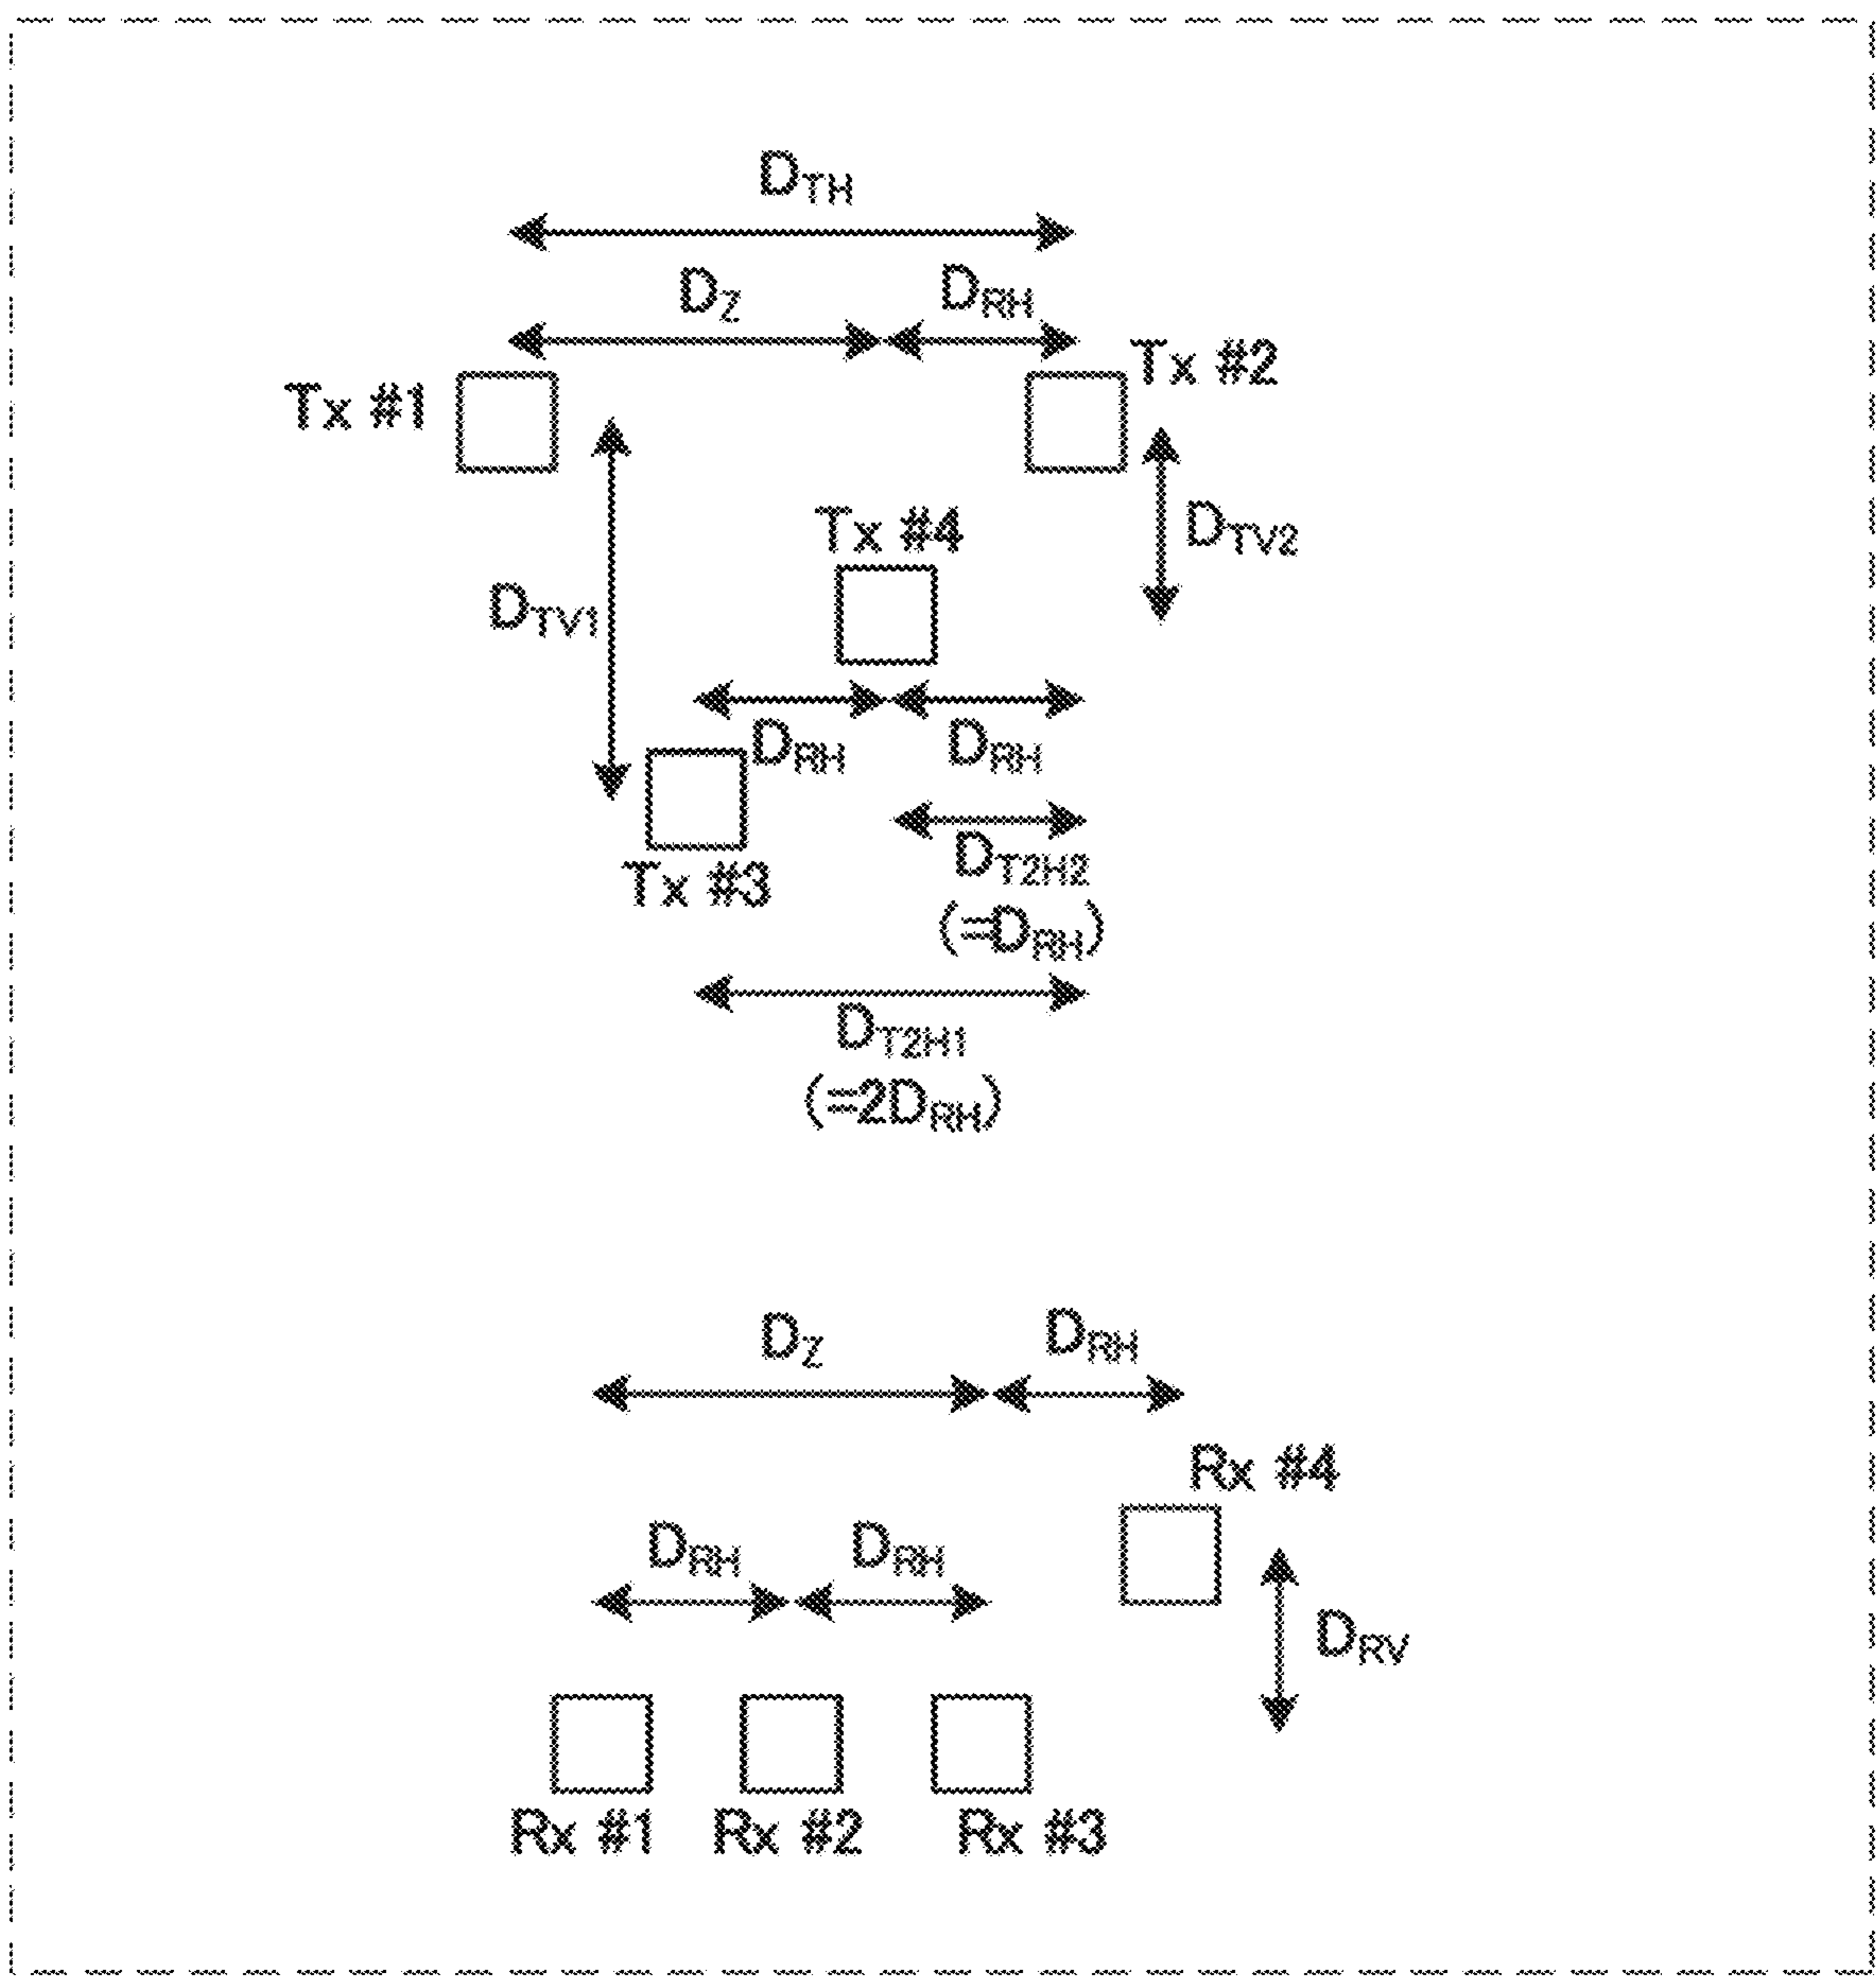 DTH
DZ DRH
Tx #1
Tx #2
Tx #4
DTV2
DTV1
DRH DRH
Tx #3
DT2H2
(=DRH)
DT2H1
(=2DRH)
DZ DRH
Rx #4
DRH DRH
DRV
Rx #1 Rx #2 Rx #3